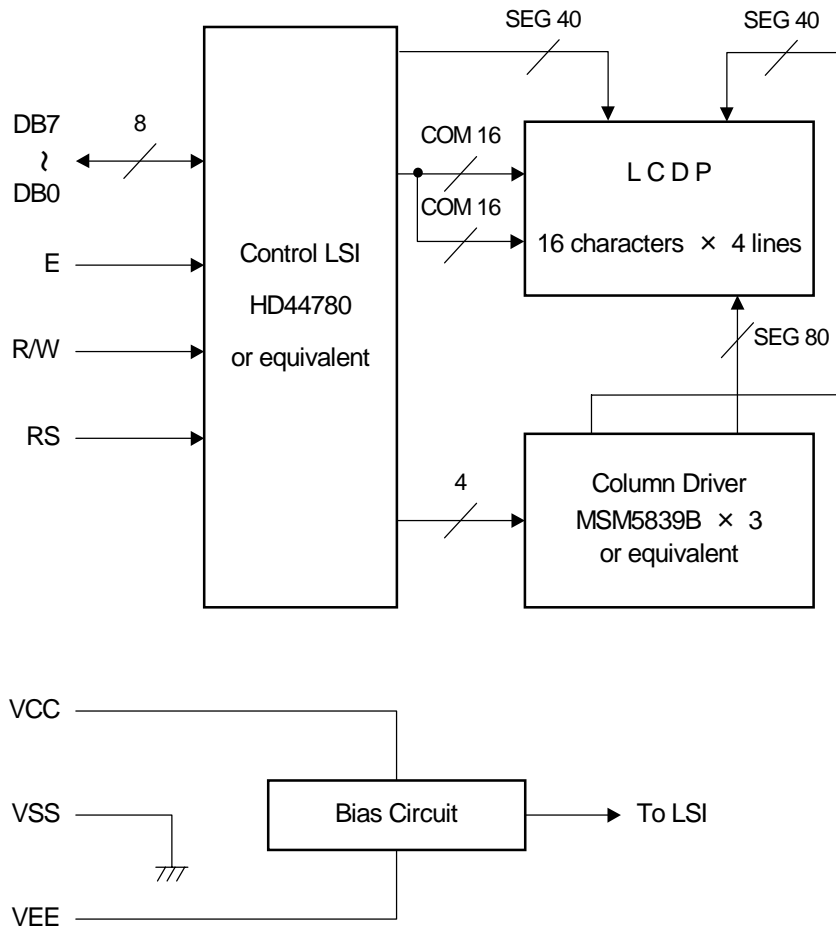 SEG 40
SEG 40
DB7
~
DB0
8
COM 16
COM 16
L C D P
16 characters × 4 lines
E
R/W
RS
Control LSI
HD44780
or equivalent
SEG 80
4
Column Driver
MSM5839B × 3
or equivalent
VCC
VSS
VEE
Bias Circuit
To LSI